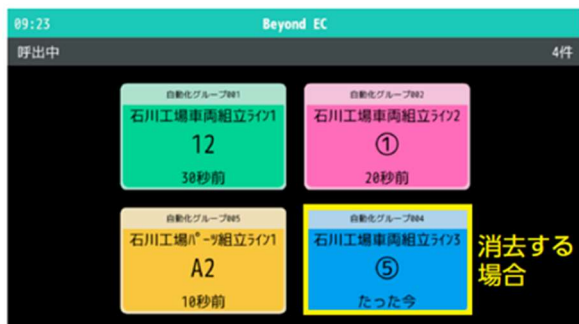 09:23 Beyond EC
呼出中 4件
自動化グループ001
石川工場車両組立ライン1
12
30秒前
自動化グループ002
石川工場車両組立ライン2
①
20秒前
自動化グループ005
石川工場パーツ組立ライン1
A2
10秒前
自動化グループ004
石川工場車両組立ライン3
⑤
たった今
消去する
場合